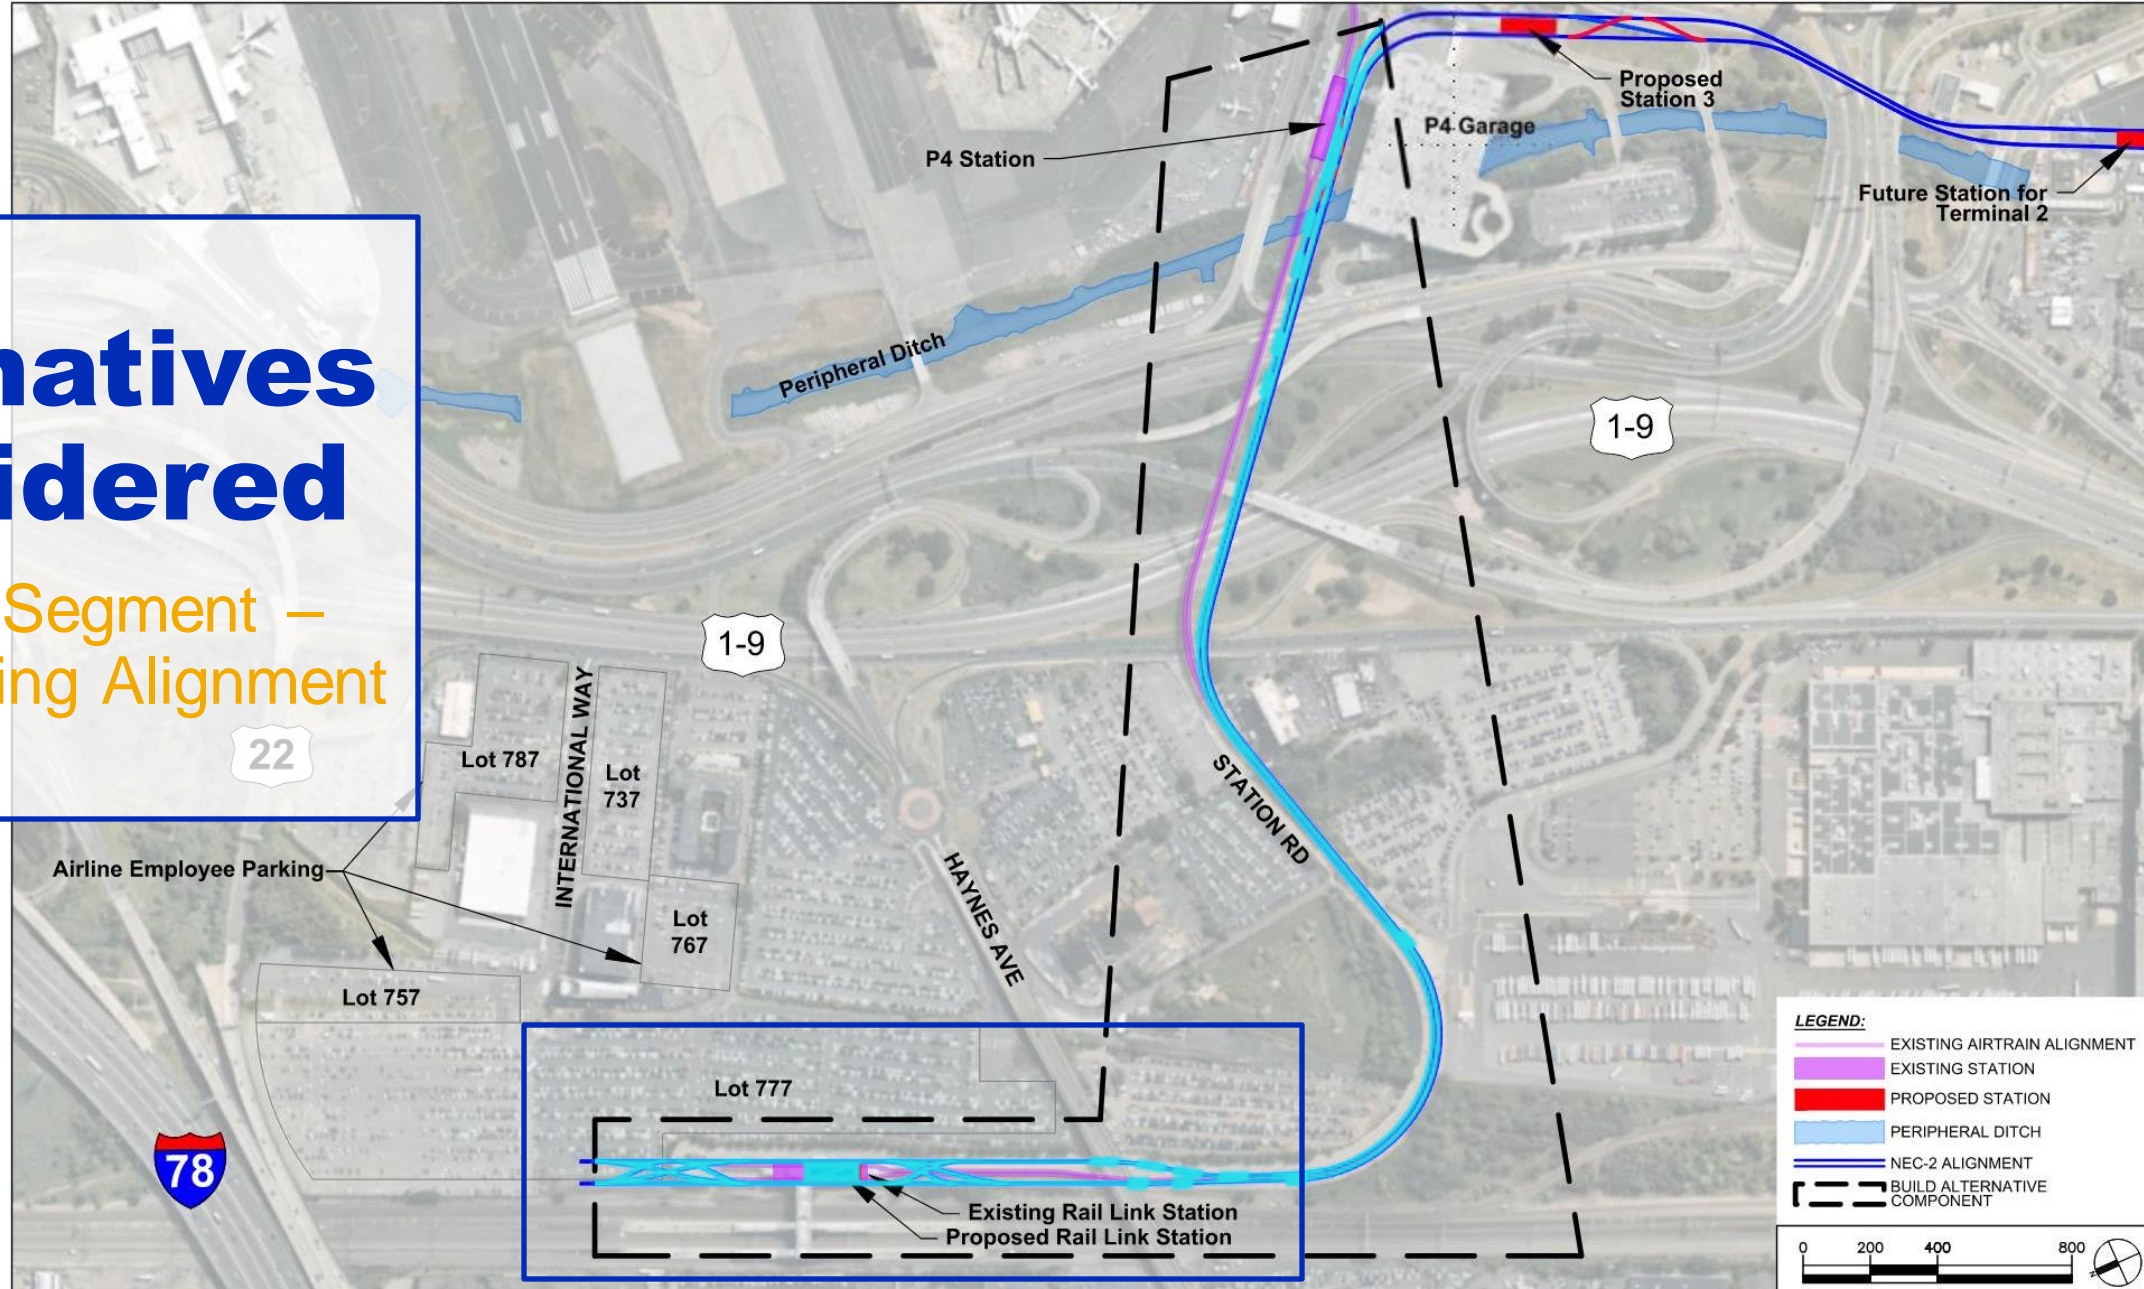 natives
idered
Segment –
ing Alignment
22
Proposed
Station 3
P4 Garage
P4 Station
Future Station for
Terminal 2
Peripheral Ditch
1-9
1-9
Lot 787
INTERNATIONAL WAY
Lot
737
STATION RD
Airline Employee Parking
HAYNES AVE
Lot
767
Lot 757
Lot 777
78
Existing Rail Link Station
Proposed Rail Link Station
LEGEND:
EXISTING AIRTRAIN ALIGNMENT
EXISTING STATION
PROPOSED STATION
PERIPHERAL DITCH
NEC-2 ALIGNMENT
BUILD ALTERNATIVE
COMPONENT
0 200 400 800